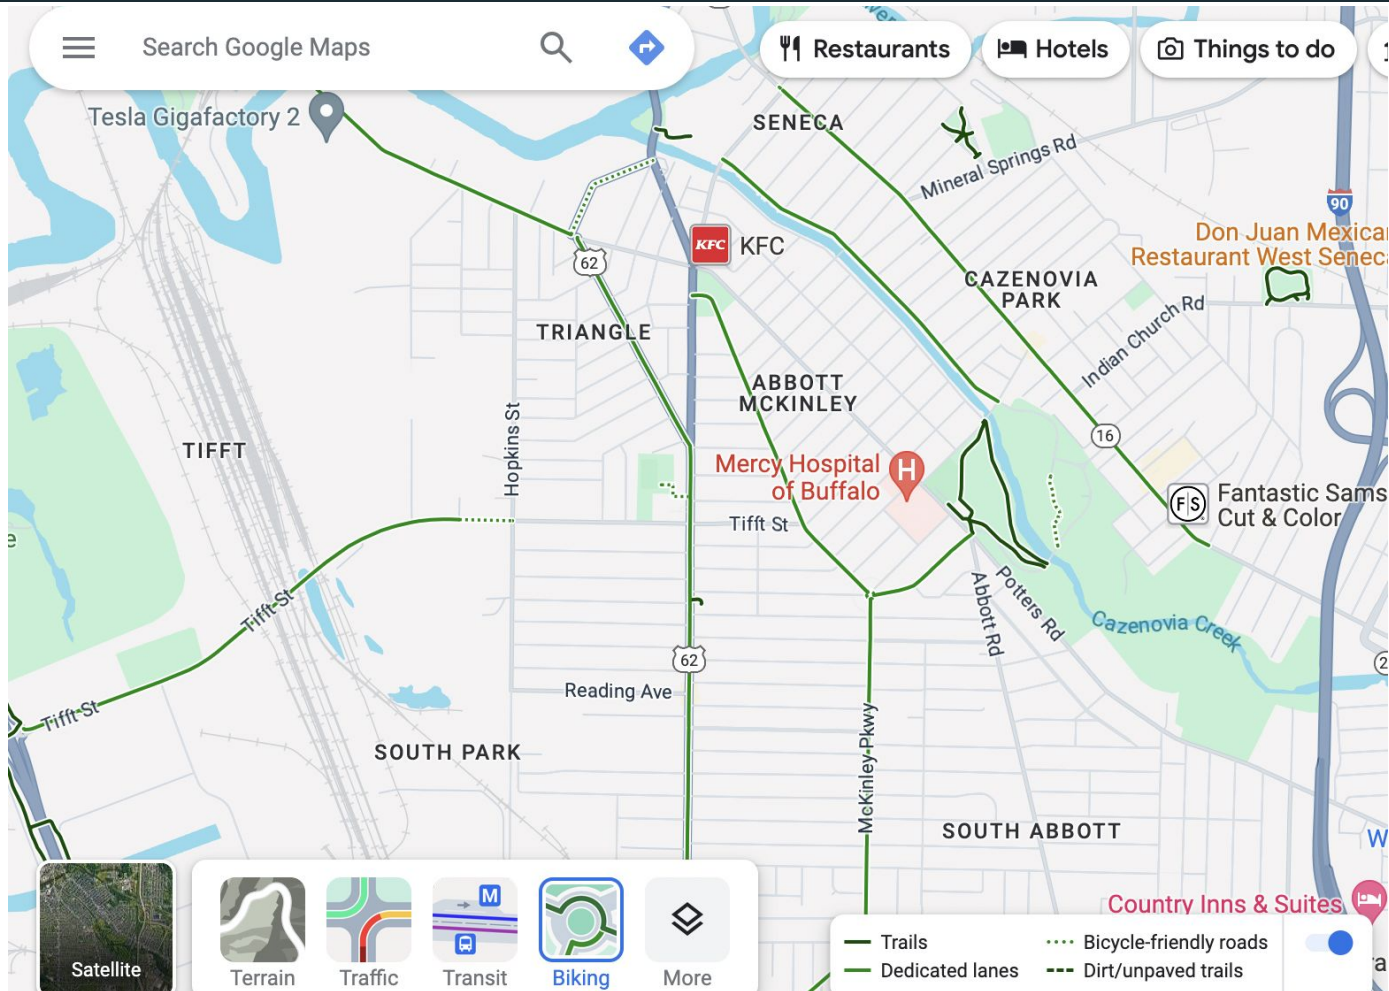 Search Google Maps
Restaurants
Hotels
Things to do
Tesla Gigafactory 2
SENECA
Mineral Springs Rd
90
KFC
KFC
62
Don Juan Mexican
Restaurant West Seneca
CAZENOVIA
PARK
Indian Church Rd
TRIANGLE
ABBOTT
MCKINLEY
Hopkins St
TIFFT
16
Mercy Hospital
of Buffalo
H
F|S
Fantastic Sams
Cut & Color
Tifft St
Tifft St
Tifft St
Abbott Rd
Potters Rd
Cazenovia Creek
62
Reading Ave
SOUTH PARK
McKinley Pkwy
SOUTH ABBOTT
W
Country Inns & Suites
Satellite
Terrain
Traffic
M
Transit
Biking
More
Trails
Bicycle-friendly roads
Dedicated lanes
Dirt/unpaved trails